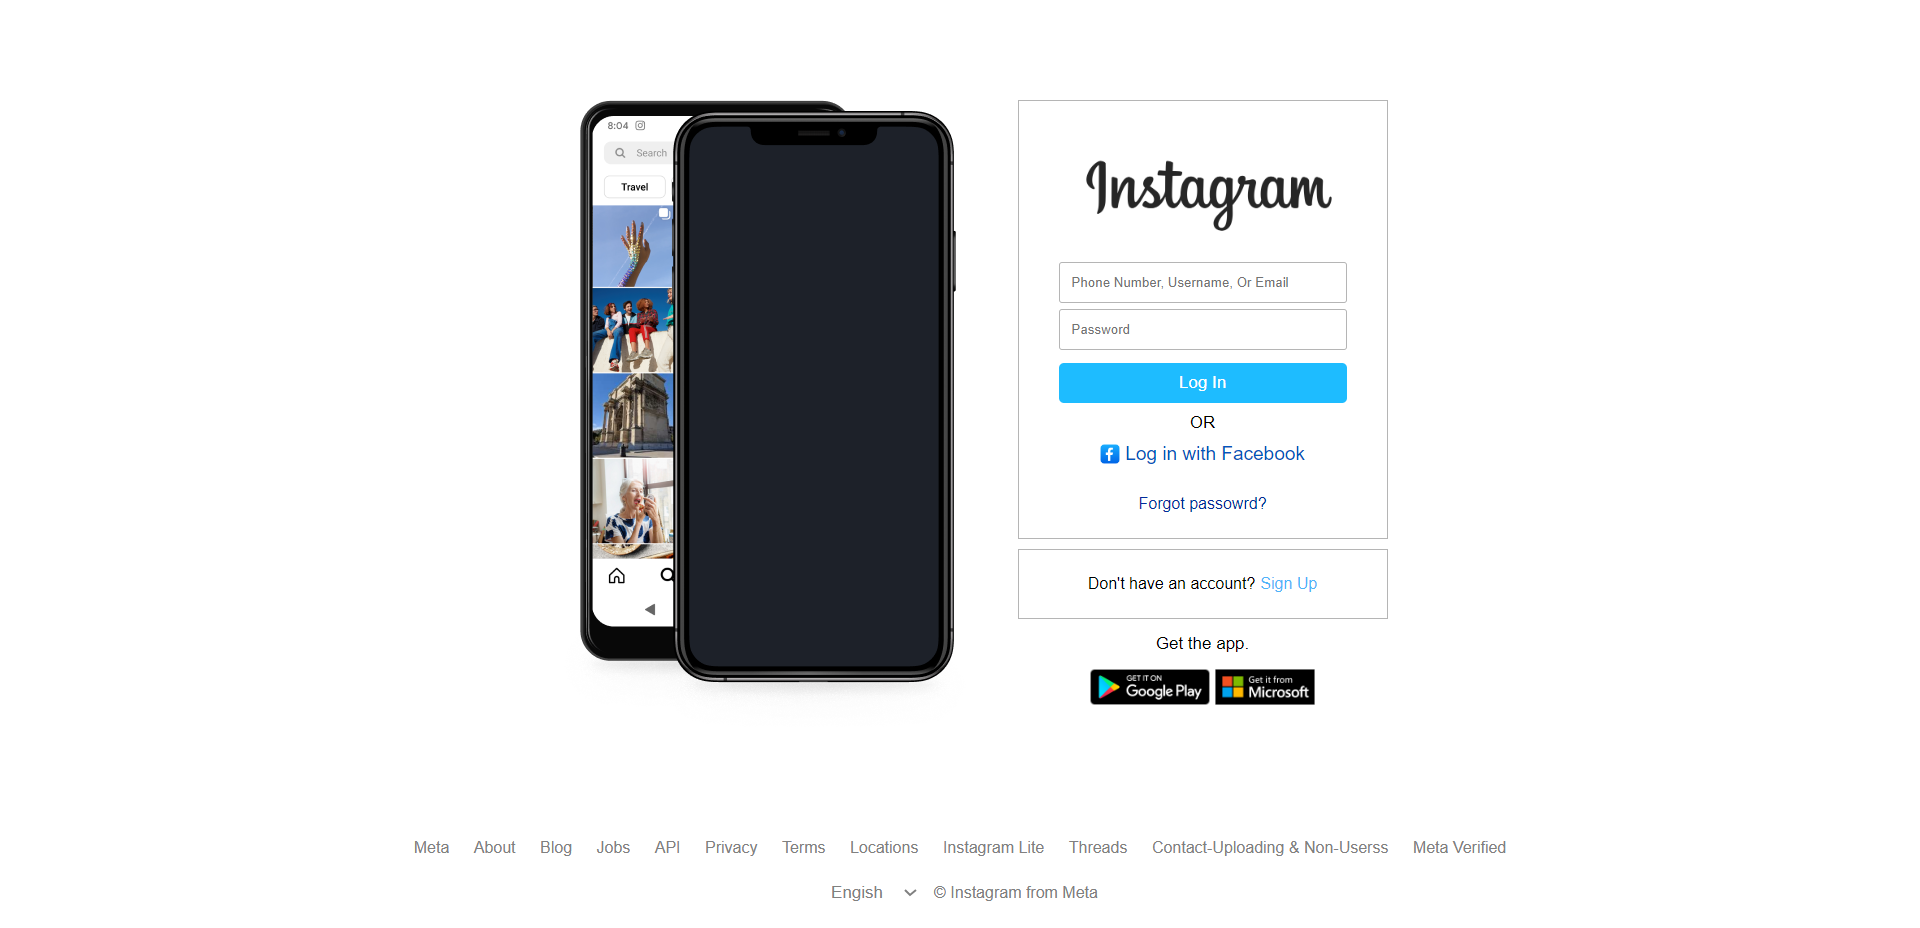 8:04
Search
Travel
Instagram
Phone Number, Username, Or Email
Password
Log In
OR
Log in with Facebook
Forgot passowrd?
Don't have an account? Sign Up
Get the app.
GET IT ON
Google Play
Get it from
Microsoft
Meta About Blog Jobs API Privacy Terms Locations Instagram Lite Threads Contact-Uploading & Non-Userss Meta Verified
Engish © Instagram from Meta